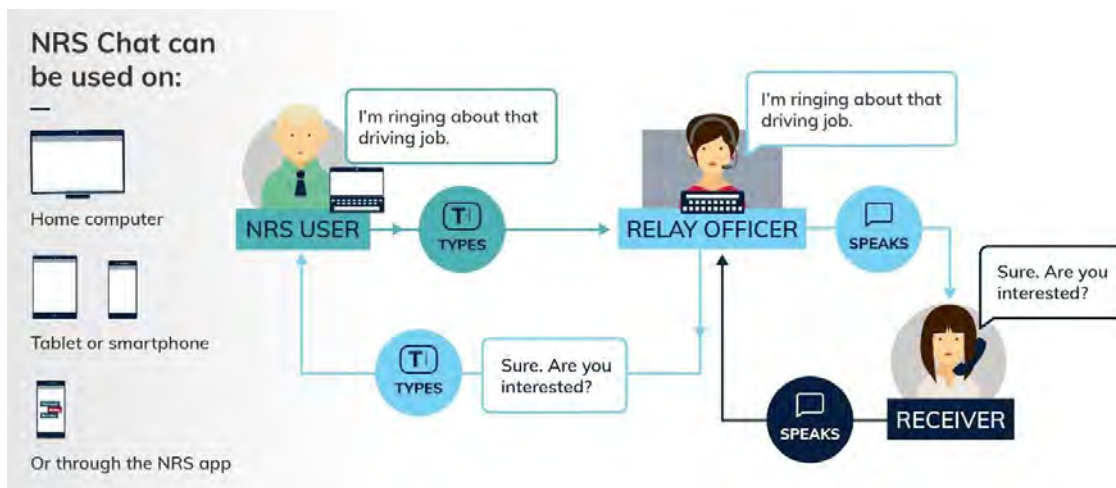 NRS Chat can
be used on:
Home computer
Tablet or smartphone
Or through the NRS app
I'm ringing about that
driving job.
NRS USER
T
TYPES
I'm ringing about that
driving job.
RELAY OFFICER
SPEAKS
Sure. Are you
interested?
RECEIVER
SPEAKS
Sure. Are you
interested?
T
TYPES